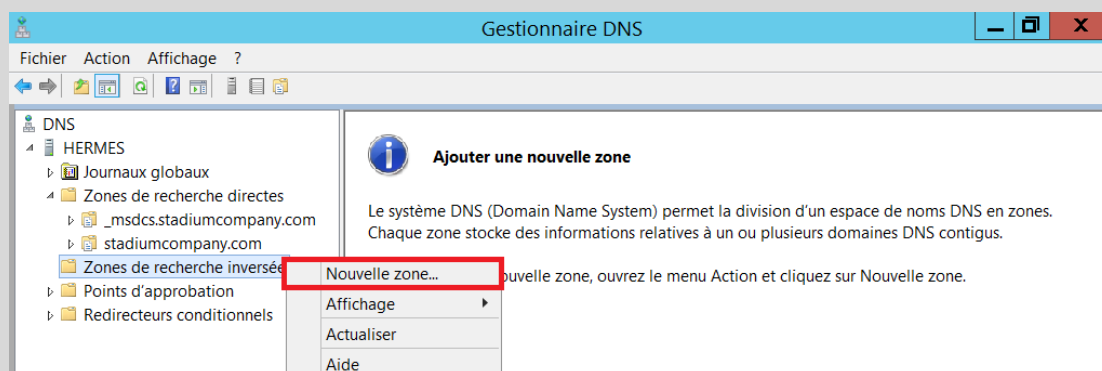 Gestionnaire DNS
Fichier Action Affichage ?
DNS
HERMES
Journaux globaux
Zones de recherche directes
_msdcs.stadiumcompany.com
stadiumcompany.com
Zones de recherche inversée
Points d'approbation
Redirecteurs conditionnels
Nouvelle zone...
Affichage
Actualiser
Aide
Ajouter une nouvelle zone
Le système DNS (Domain Name System) permet la division d'un espace de noms DNS en zones.
Chaque zone stocke des informations relatives à un ou plusieurs domaines DNS contigus.
ouvelle zone, ouvrez le menu Action et cliquez sur Nouvelle zone.